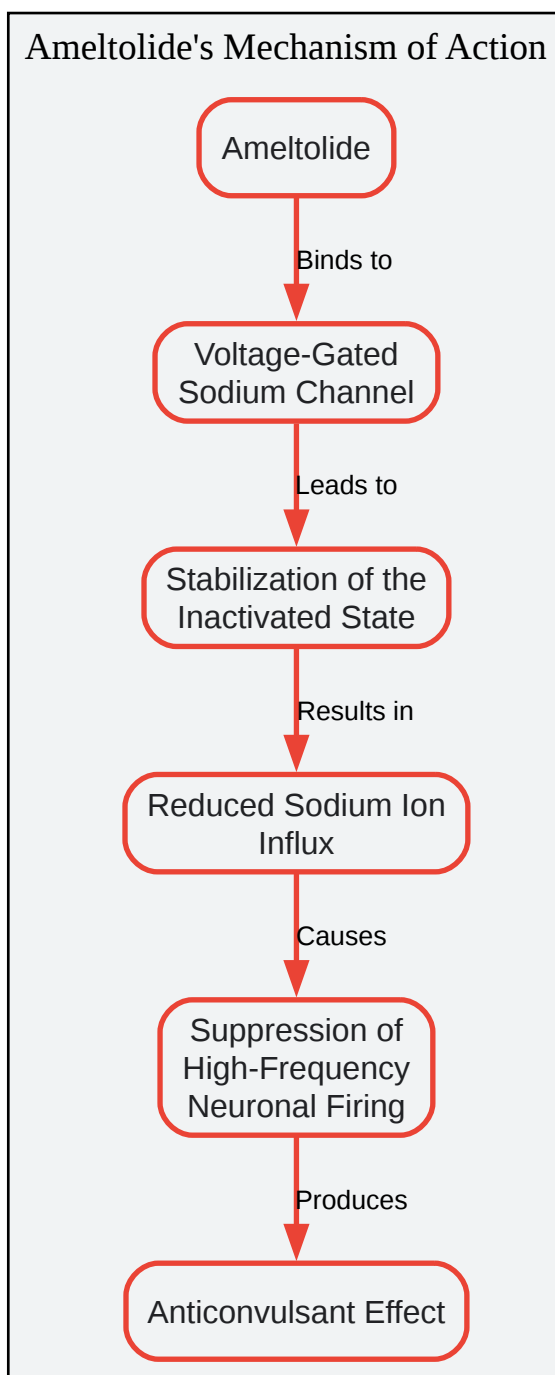 Ameltolide's Mechanism of Action
Ameltolide
Binds to
Voltage-Gated
Sodium Channel
Leads to
Stabilization of the
Inactivated State
Results in
Reduced Sodium Ion
Influx
Causes
Suppression of
High-Frequency
Neuronal Firing
Produces
Anticonvulsant Effect